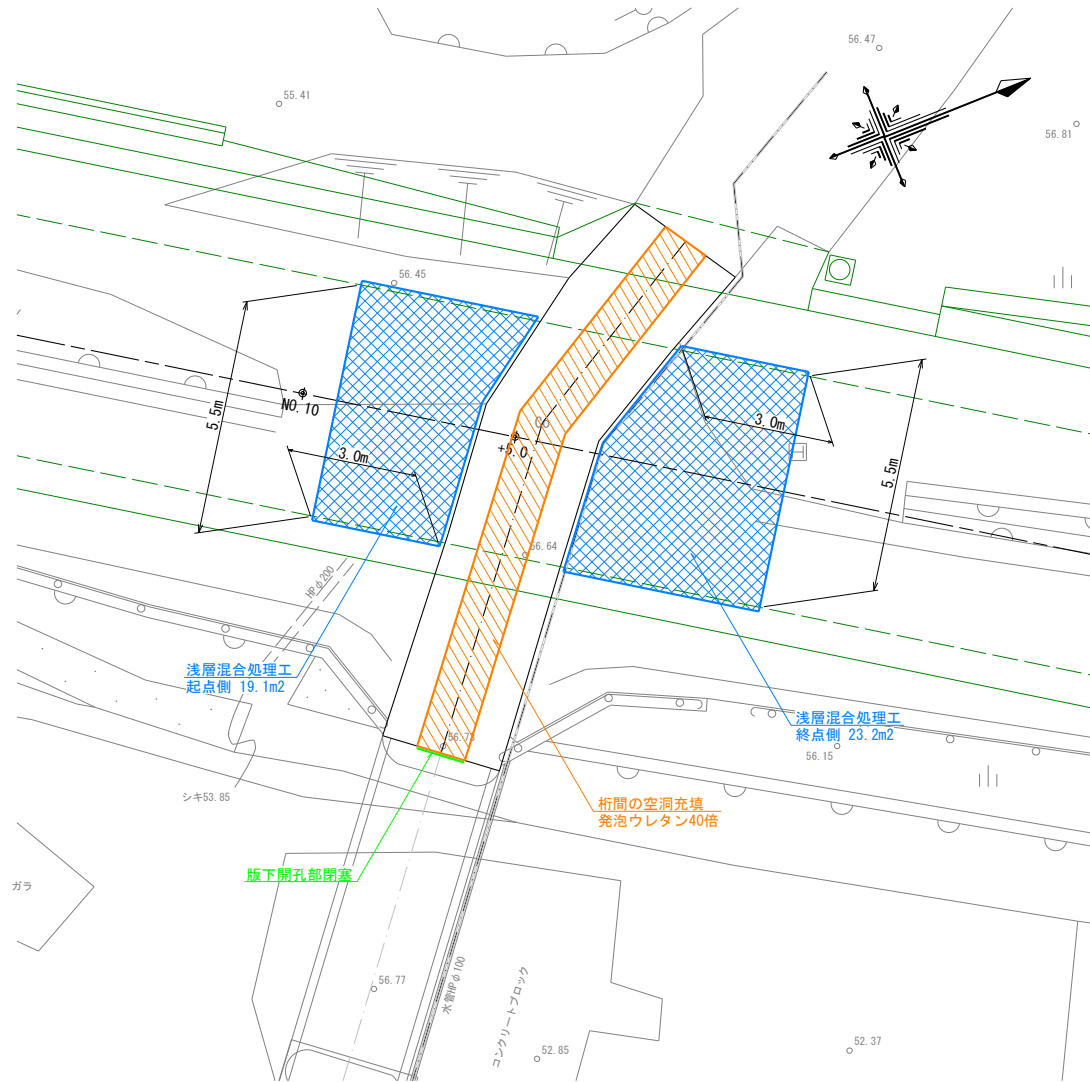 56.47
55.41
56.81
56.45
NO.10
5.5m
3.0m
+5.0
3.0m
5.5m
56.64
HPφ200
浅層混合処理工
起点側 19.1m2
浅層混合処理工
終点側 23.2m2
56.15
シキ53.85
桁間の空洞充填
発泡ウレタン40倍
版下開孔部閉塞
ガラ
56.77
水管HPφ100
コンクリートブロック
52.85
52.37